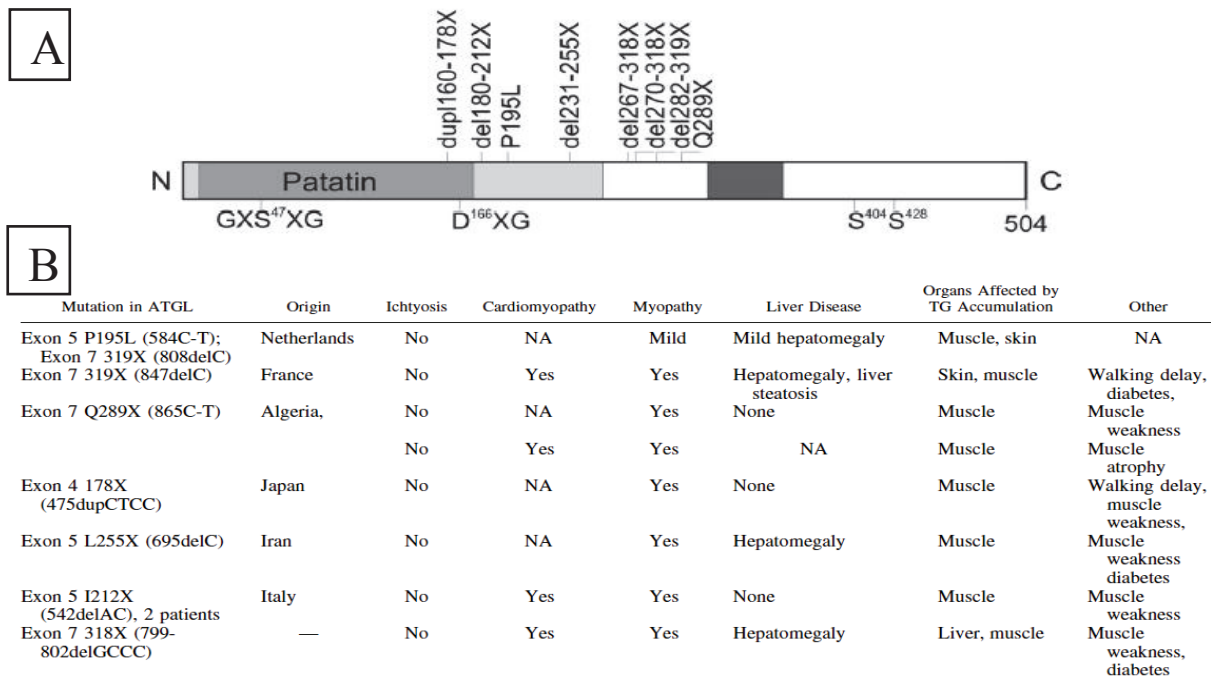 A
dupl160-178X
del180-212X
P195L
del231-255X
del267-318X
del270-318X
del282-319X
Q289X
N Patatin C
GXS⁴⁷XG D¹⁶⁶XG S⁴⁰⁴S⁴²⁸ 504
B
Organs Affected by
Mutation in ATGL Origin Ichtyosis Cardiomyopathy Myopathy Liver Disease TG Accumulation Other
Exon 5 P195L (584C-T); Netherlands No NA Mild Mild hepatomegaly Muscle, skin NA
Exon 7 319X (808delC)
Exon 7 319X (847delC) France No Yes Yes Hepatomegaly, liver Skin, muscle Walking delay,
steatosis diabetes,
Exon 7 Q289X (865C-T) Algeria, No NA Yes None Muscle Muscle
weakness
No Yes Yes NA Muscle Muscle
atrophy
Exon 4 178X Japan No NA Yes None Muscle Walking delay,
(475dupCTCC) muscle
weakness,
Exon 5 L255X (695delC) Iran No NA Yes Hepatomegaly Muscle Muscle
weakness
diabetes
Exon 5 I212X Italy No Yes Yes None Muscle Muscle
(542delAC), 2 patients weakness
Exon 7 318X (799- — No Yes Yes Hepatomegaly Liver, muscle Muscle
802delGCCC) weakness,
diabetes